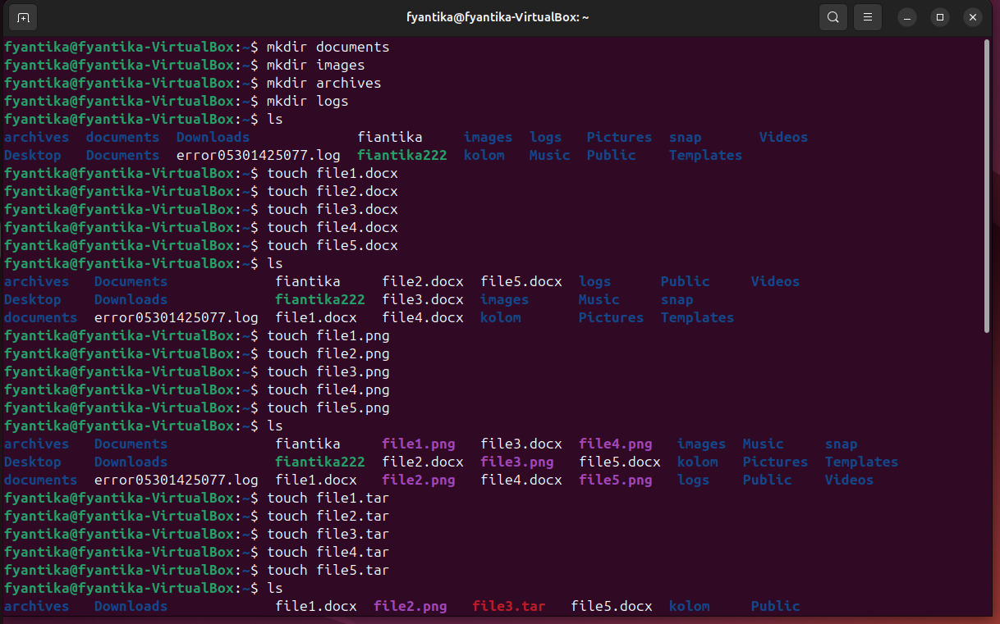 fyantika@fyantika-VirtualBox: ~
fyantika@fyantika-VirtualBox:~$ mkdir documents
fyantika@fyantika-VirtualBox:~$ mkdir images
fyantika@fyantika-VirtualBox:~$ mkdir archives
fyantika@fyantika-VirtualBox:~$ mkdir logs
fyantika@fyantika-VirtualBox:~$ ls
archives documents Downloads fiantika images logs Pictures snap Videos
Desktop Documents error05301425077.log fiantika222 kolom Music Public Templates
fyantika@fyantika-VirtualBox:~$ touch file1.docx
fyantika@fyantika-VirtualBox:~$ touch file2.docx
fyantika@fyantika-VirtualBox:~$ touch file3.docx
fyantika@fyantika-VirtualBox:~$ touch file4.docx
fyantika@fyantika-VirtualBox:~$ touch file5.docx
fyantika@fyantika-VirtualBox:~$ ls
archives Documents fiantika file2.docx file5.docx logs Public Videos
Desktop Downloads fiantika222 file3.docx images Music snap
documents error05301425077.log file1.docx file4.docx kolom Pictures Templates
fyantika@fyantika-VirtualBox:~$ touch file1.png
fyantika@fyantika-VirtualBox:~$ touch file2.png
fyantika@fyantika-VirtualBox:~$ touch file3.png
fyantika@fyantika-VirtualBox:~$ touch file4.png
fyantika@fyantika-VirtualBox:~$ touch file5.png
fyantika@fyantika-VirtualBox:~$ ls
archives Documents fiantika file1.png file3.docx file4.png images Music snap
Desktop Downloads fiantika222 file2.docx file3.png file5.docx kolom Pictures Templates
documents error05301425077.log file1.docx file2.png file4.docx file5.png logs Public Videos
fyantika@fyantika-VirtualBox:~$ touch file1.tar
fyantika@fyantika-VirtualBox:~$ touch file2.tar
fyantika@fyantika-VirtualBox:~$ touch file3.tar
fyantika@fyantika-VirtualBox:~$ touch file4.tar
fyantika@fyantika-VirtualBox:~$ touch file5.tar
fyantika@fyantika-VirtualBox:~$ ls
archives Downloads file1.docx file2.png file3.tar file5.docx kolom Public